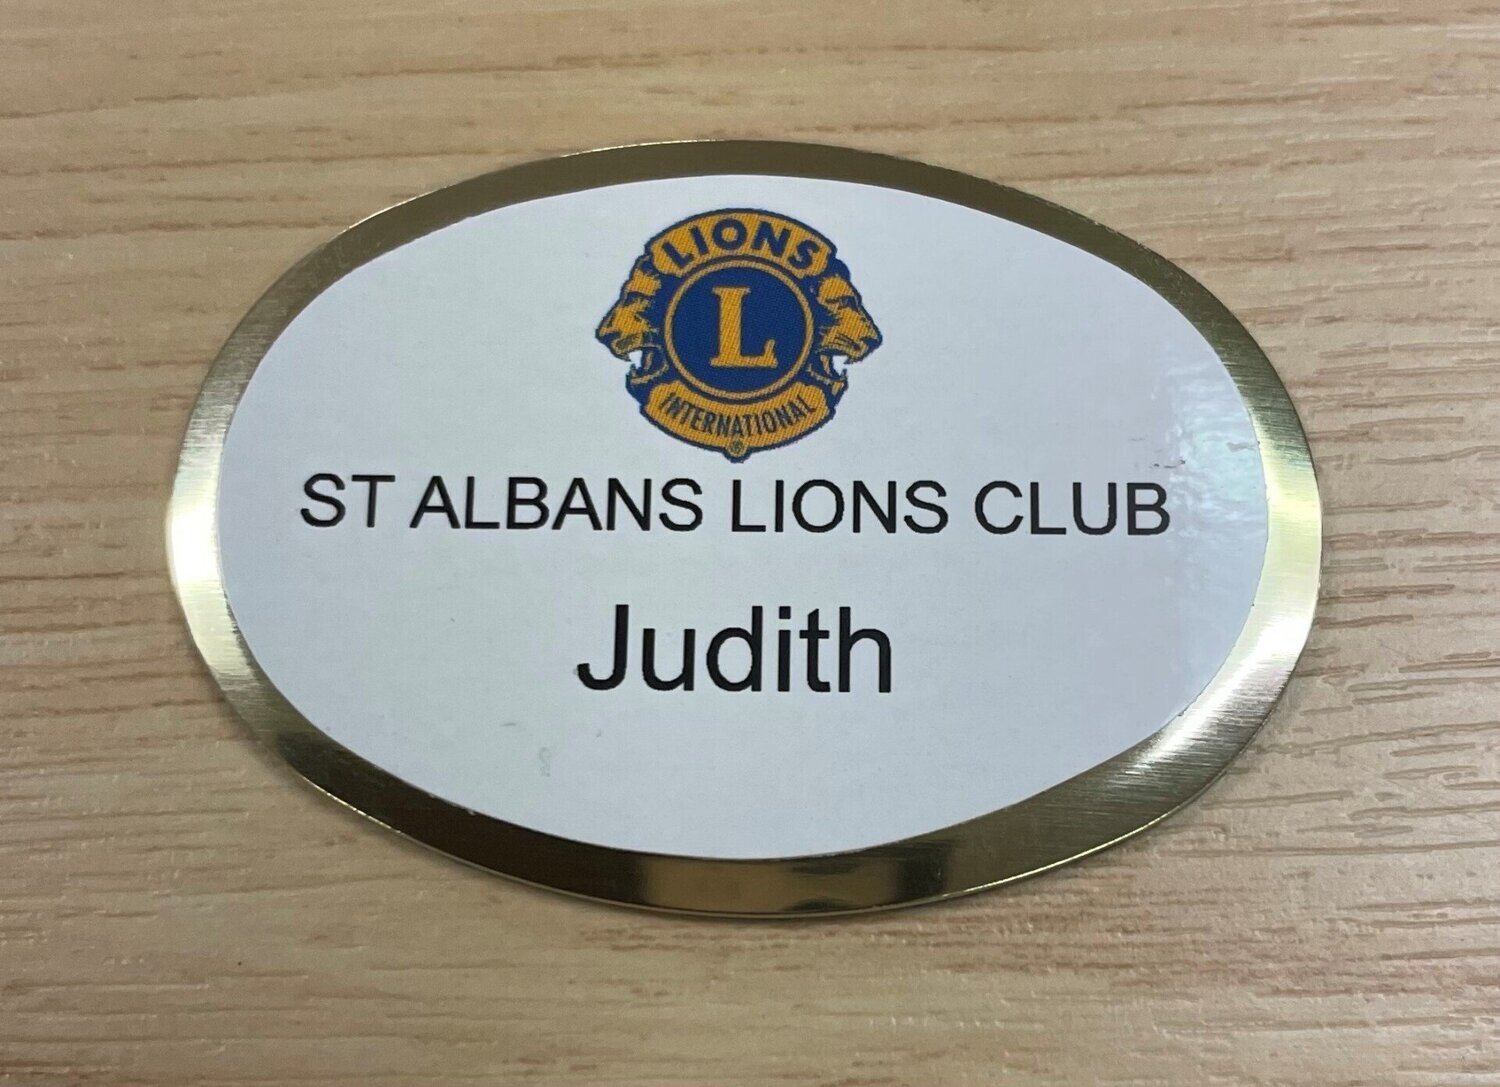 LIONS
L
INTERNATIONAL
®
ST ALBANS LIONS CLUB
Judith